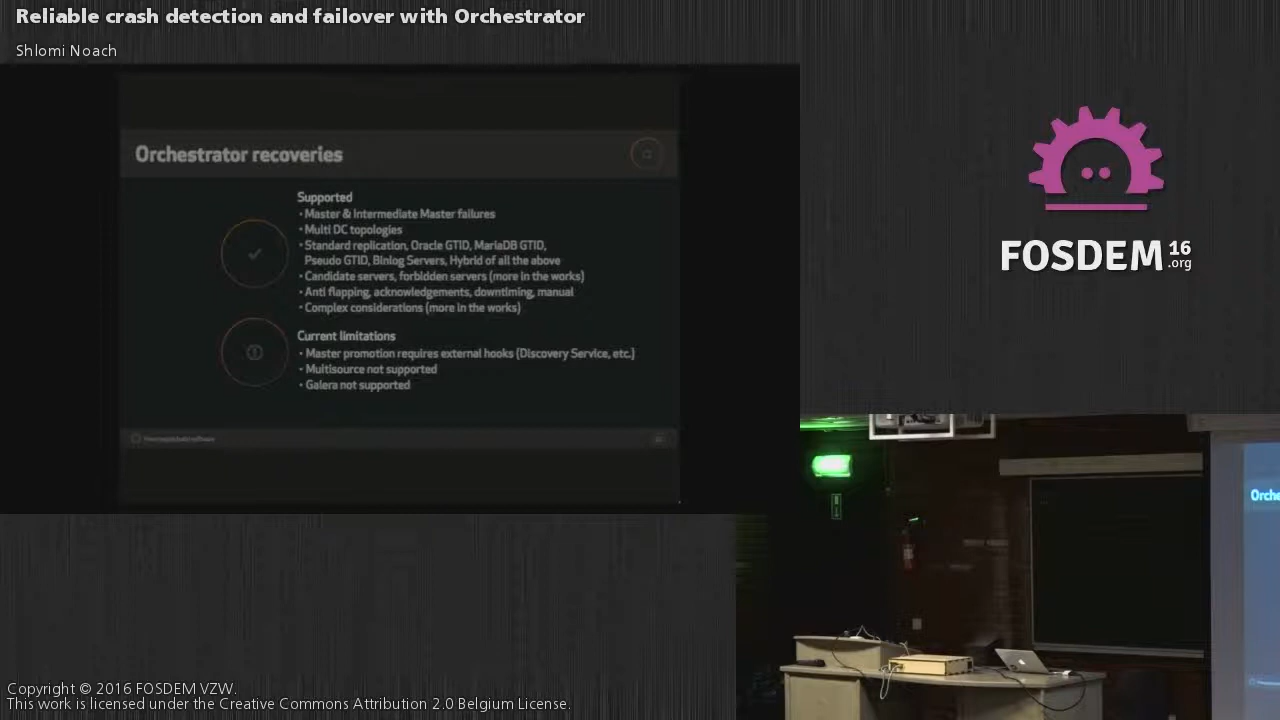 Reliable crash detection and failover with Orchestrator
Shlomi Noach
Orchestrator recoveries
Supported
• Master & Intermediate Master failures
• Multi DC topologies
• Standard replication, Oracle GTID, MariaDB GTID,
Pseudo GTID, Binlog Servers, Hybrid of all the above
• Candidate servers, forbidden servers (more in the works)
• Anti flapping, acknowledgements, downtiming, manual
• Complex considerations (more in the works)
Current limitations
• Master promotion requires external hooks (Discovery Service, etc.)
• Multisource not supported
• Galera not supported
FOSDEM 16
.org
Orche
Copyright © 2016 FOSDEM VZW.
This work is licensed under the Creative Commons Attribution 2.0 Belgium License.